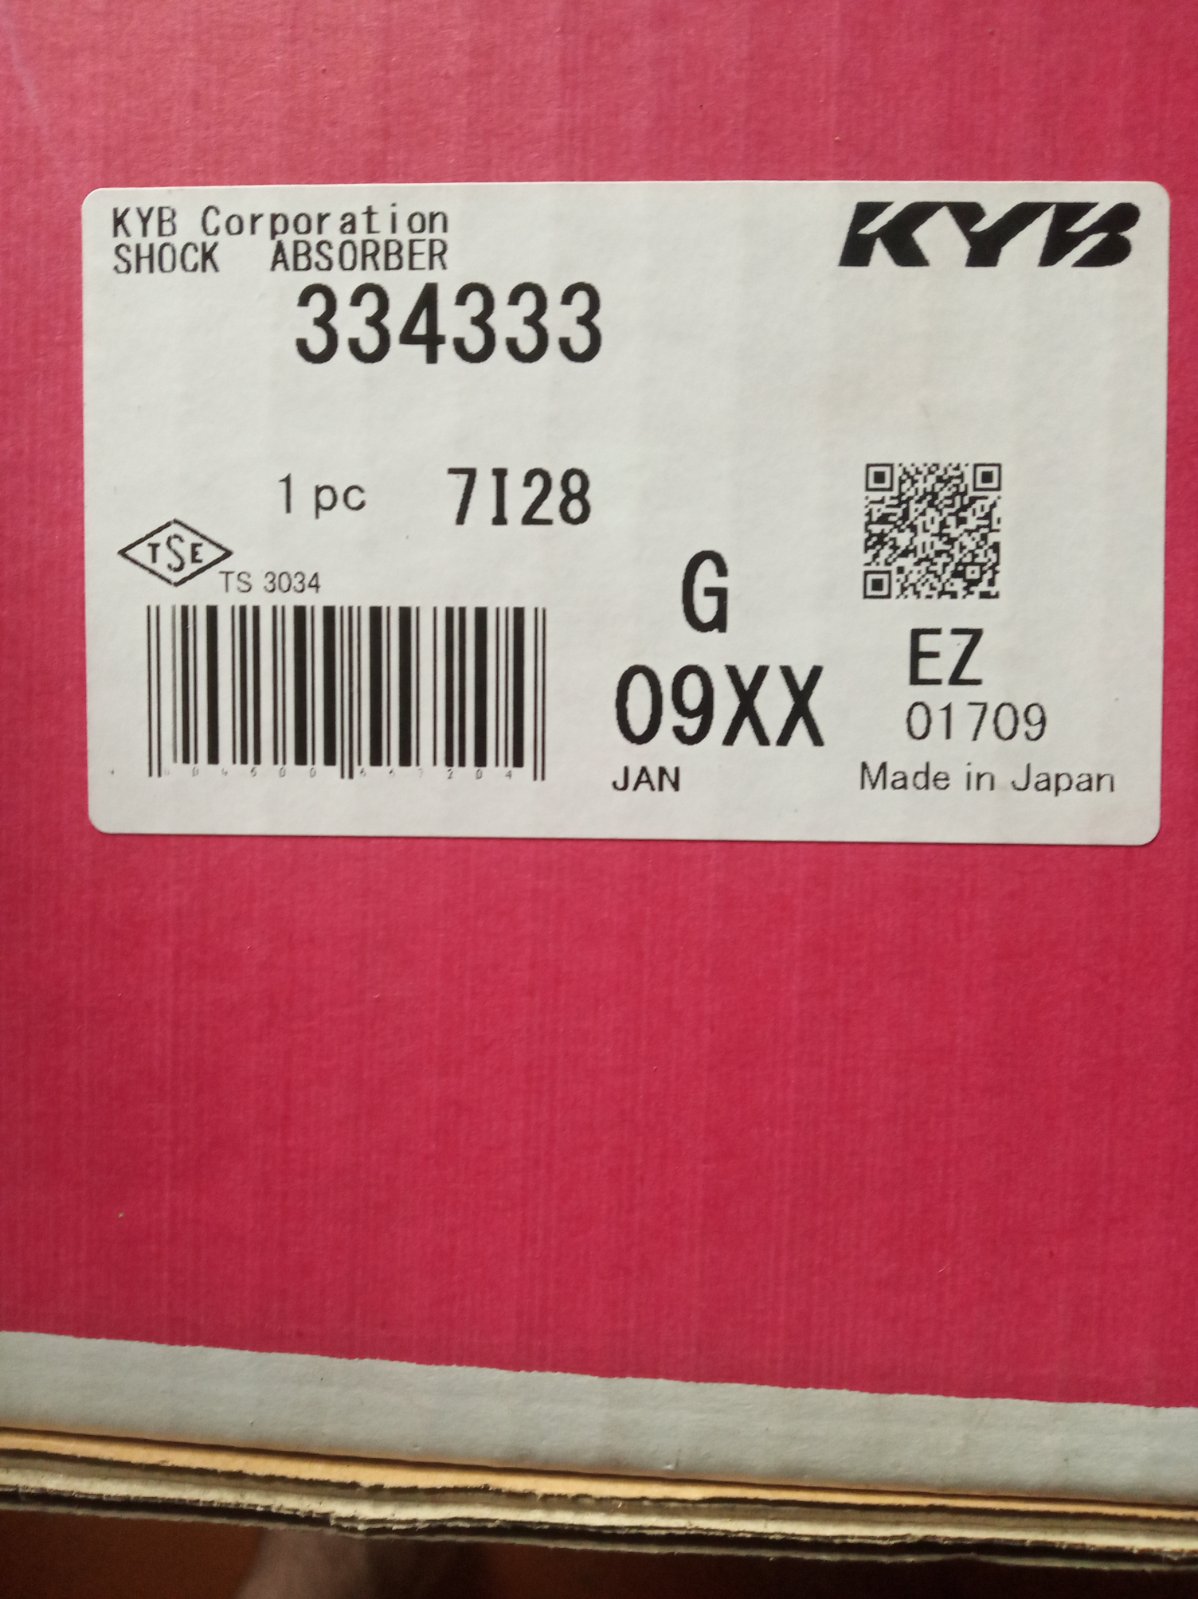 KYB Corporation
KYB
SHOCK ABSORBER
334333
1 pc 7I28
TSE
TS 3034
G
EZ
09XX
01709
JAN
Made in Japan